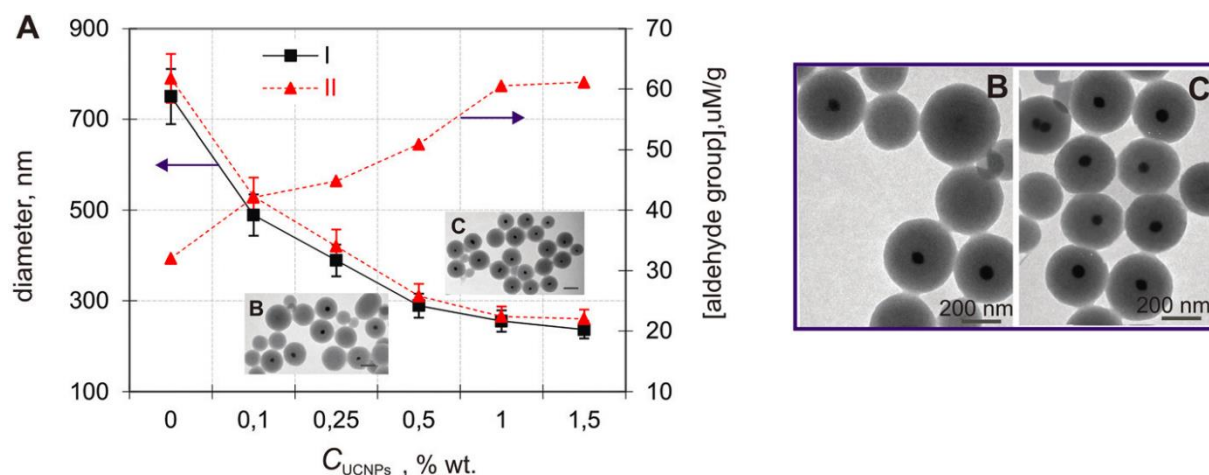 A
900
700
500
300
100
diameter, nm
I
II
70
60
50
40
30
20
10
[aldehyde group],uM/g
B
C
0
0,1
0,25
0,5
1
1,5
C UCNPs , % wt.
B
200 nm
C
200 nm